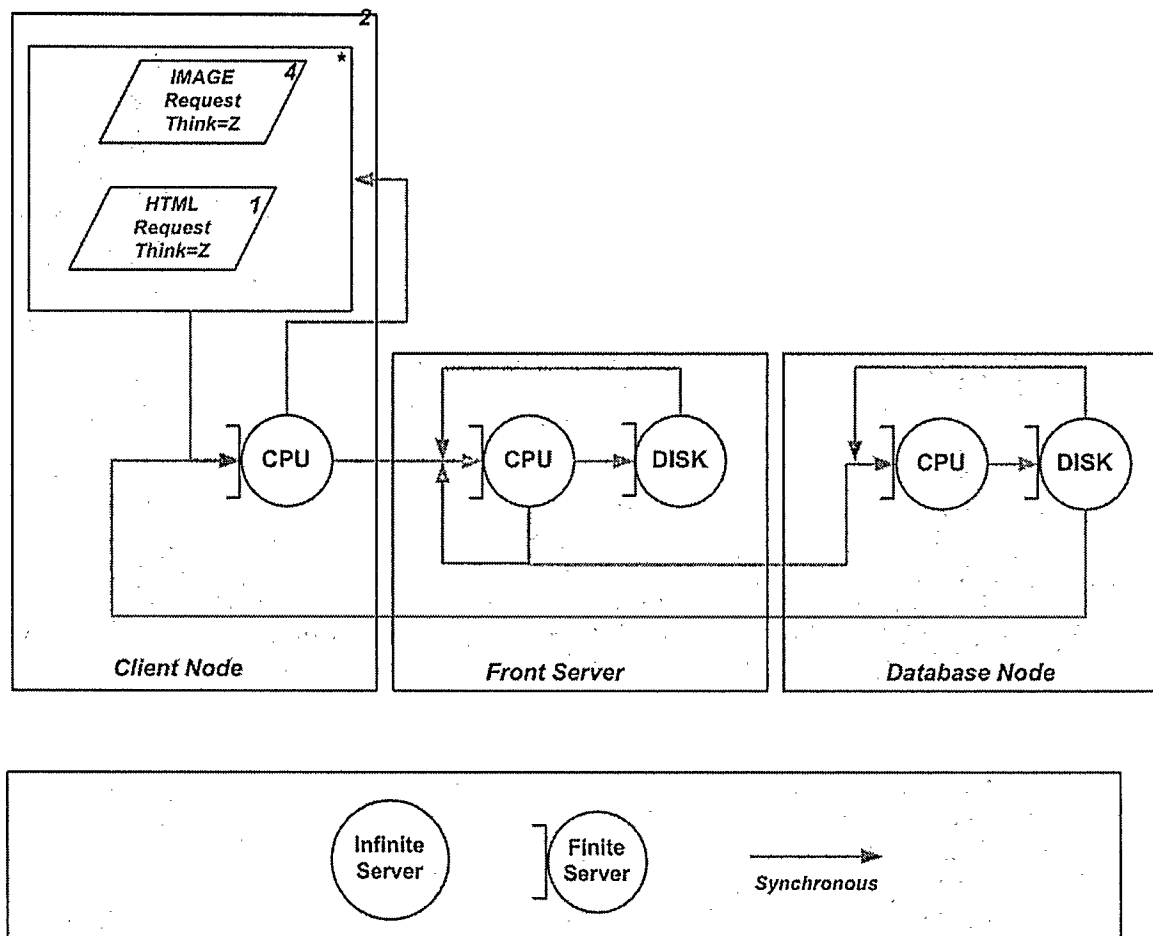 2
*
IMAGE
4
Request
Think=Z
HTML
1
Request
Think=Z
CPU
CPU
DISK
CPU
DISK
Client Node
Front Server
Database Node
Infinite
Server
Finite
Server
Synchronous